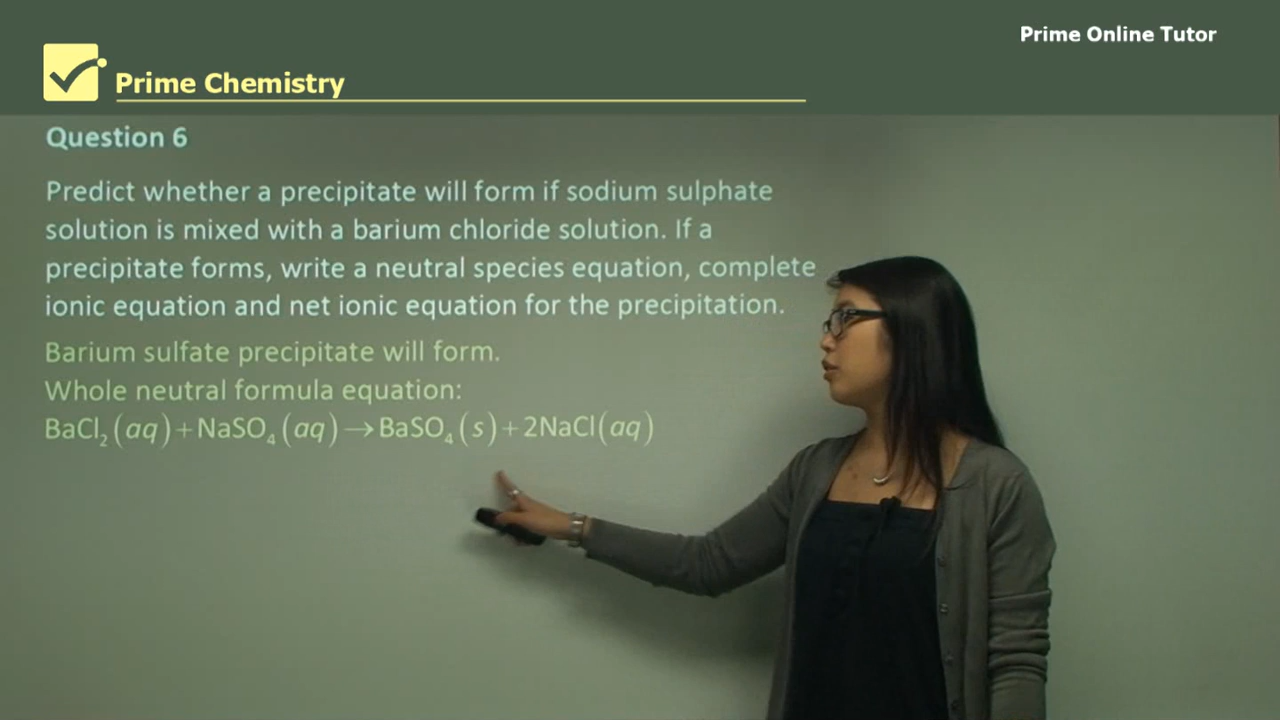 Prime Online Tutor
Prime Chemistry
Question 6
Predict whether a precipitate will form if sodium sulphate
solution is mixed with a barium chloride solution. If a
precipitate forms, write a neutral species equation, complete
ionic equation and net ionic equation for the precipitation.
Barium sulfate precipitate will form.
Whole neutral formula equation:
BaCl₂(aq)+NaSO₄(aq)→BaSO₄(s)+2NaCl(aq)